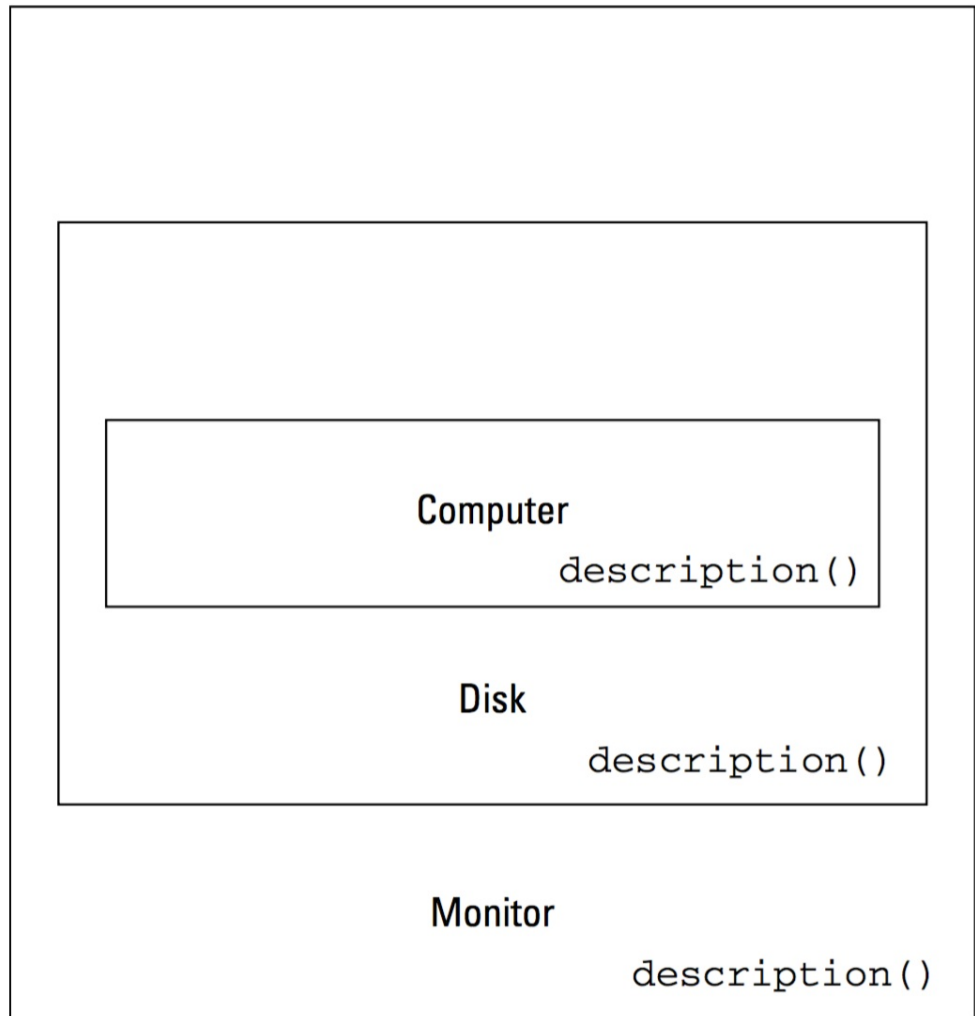 Computer
description()
Disk
description()
Monitor
description()